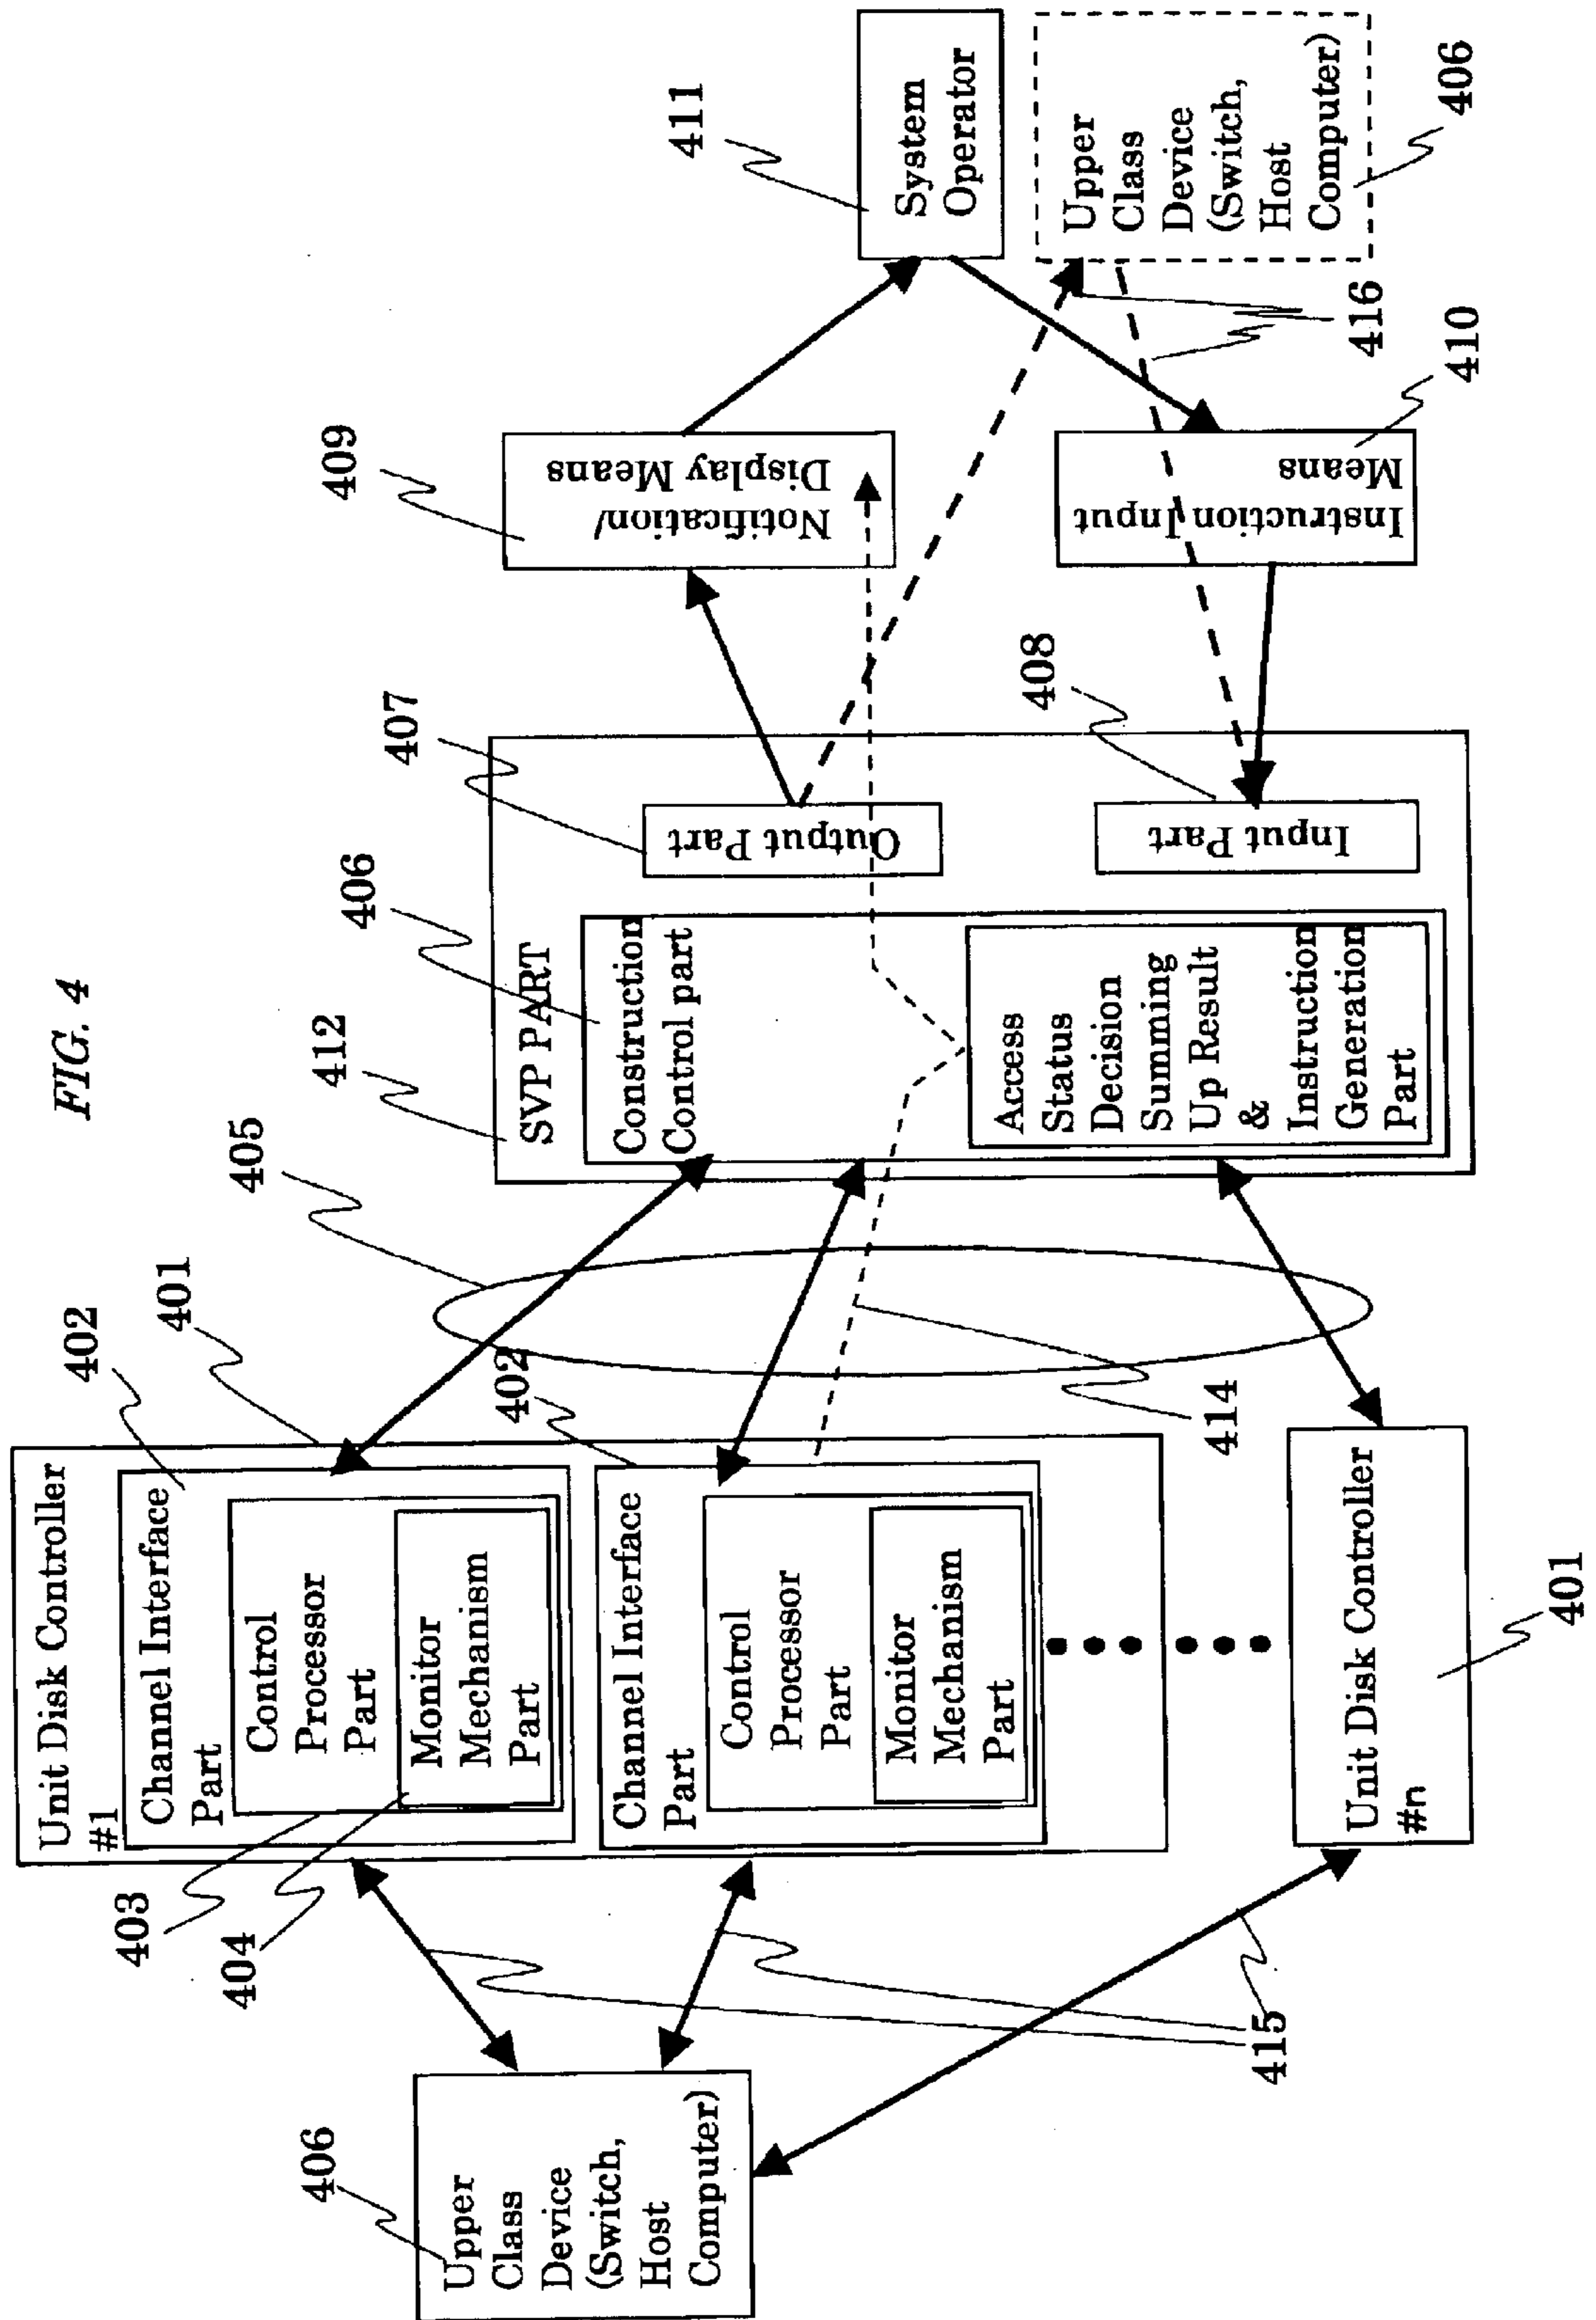 FIG. 4
406
Upper
Class
Device
(Switch,
Host
Computer)
415
403
404
Unit Disk Controller
#1
Channel Interface
Part
Control
Processor
Part
Monitor
Mechanism
Part
402
401
Channel Interface
Part
Control
Processor
Part
Monitor
Mechanism
Part
402
Unit Disk Controller
#n
401
405
414
412
SVP PART
406
Construction
Control part
Access
Status
Decision
Summing
Up Result
&
Instruction
Generation
Part
407
Output Part
408
Input Part
409
Notification/
Display Means
410
Instruction Input
Means
416
411
System
Operator
Upper
Class
Device
(Switch,
Host
Computer)
406